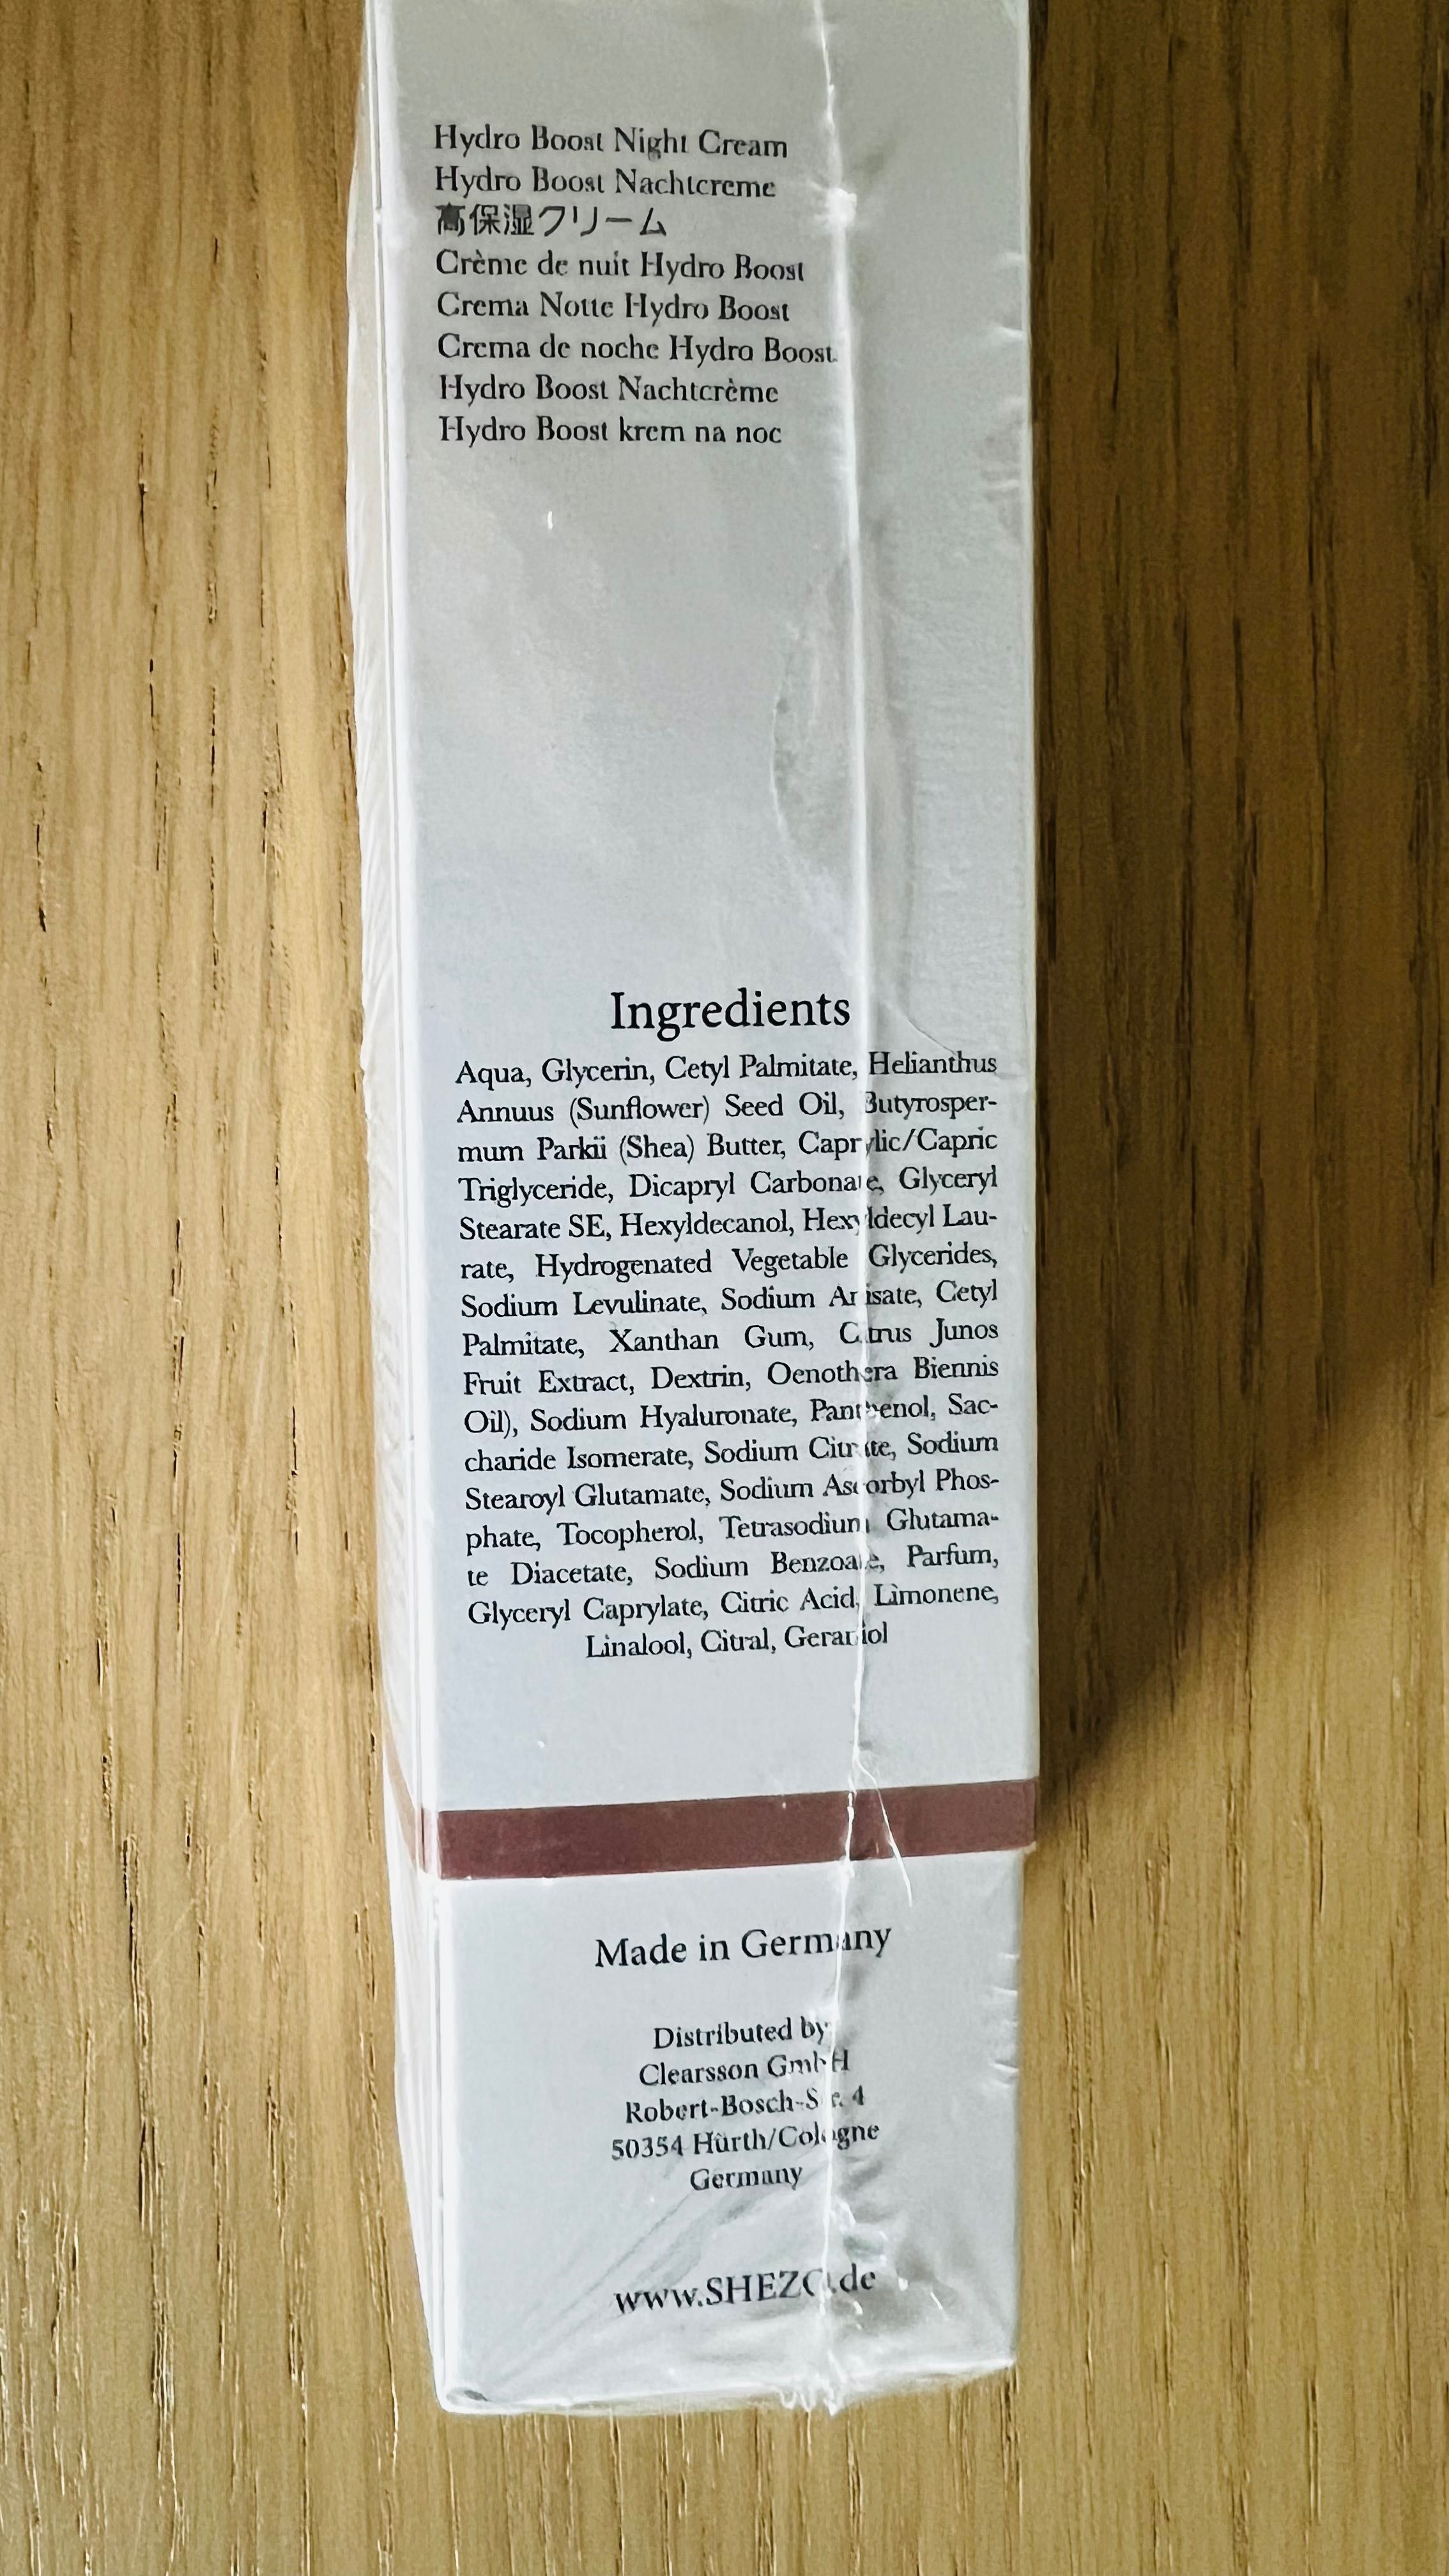 Hydro Boost Night Cream
Hydro Boost Nachtcreme
高保湿クリーム
Crème de nuit Hydro Boost
Crema Notte Hydro Boost
Crema de noche Hydro Boost
Hydro Boost Nachtcrème
Hydro Boost krem na noc
Ingredients
Aqua, Glycerin, Cetyl Palmitate, Helianthus
Annuus (Sunflower) Seed Oil, Butyrosper-
mum Parkii (Shea) Butter, Caprylic/Capric
Triglyceride, Dicapryl Carbonate, Glyceryl
Stearate SE, Hexyldecanol, Hexyldecyl Lau-
rate, Hydrogenated Vegetable Glycerides,
Sodium Levulinate, Sodium Anisate, Cetyl
Palmitate, Xanthan Gum, Citrus Junos
Fruit Extract, Dextrin, Oenothera Biennis
Oil), Sodium Hyaluronate, Panthenol, Sac-
charide Isomerate, Sodium Citrate, Sodium
Stearoyl Glutamate, Sodium Ascorbyl Phos-
phate, Tocopherol, Tetrasodium Glutama-
te Diacetate, Sodium Benzoate, Parfum,
Glyceryl Caprylate, Citric Acid, Limonene,
Linalool, Citral, Geraniol
Made in Germany
Distributed by
Clearsson GmbH
Robert-Bosch-Str. 4
50354 Hürth/Cologne
Germany
www.SHEZO.de